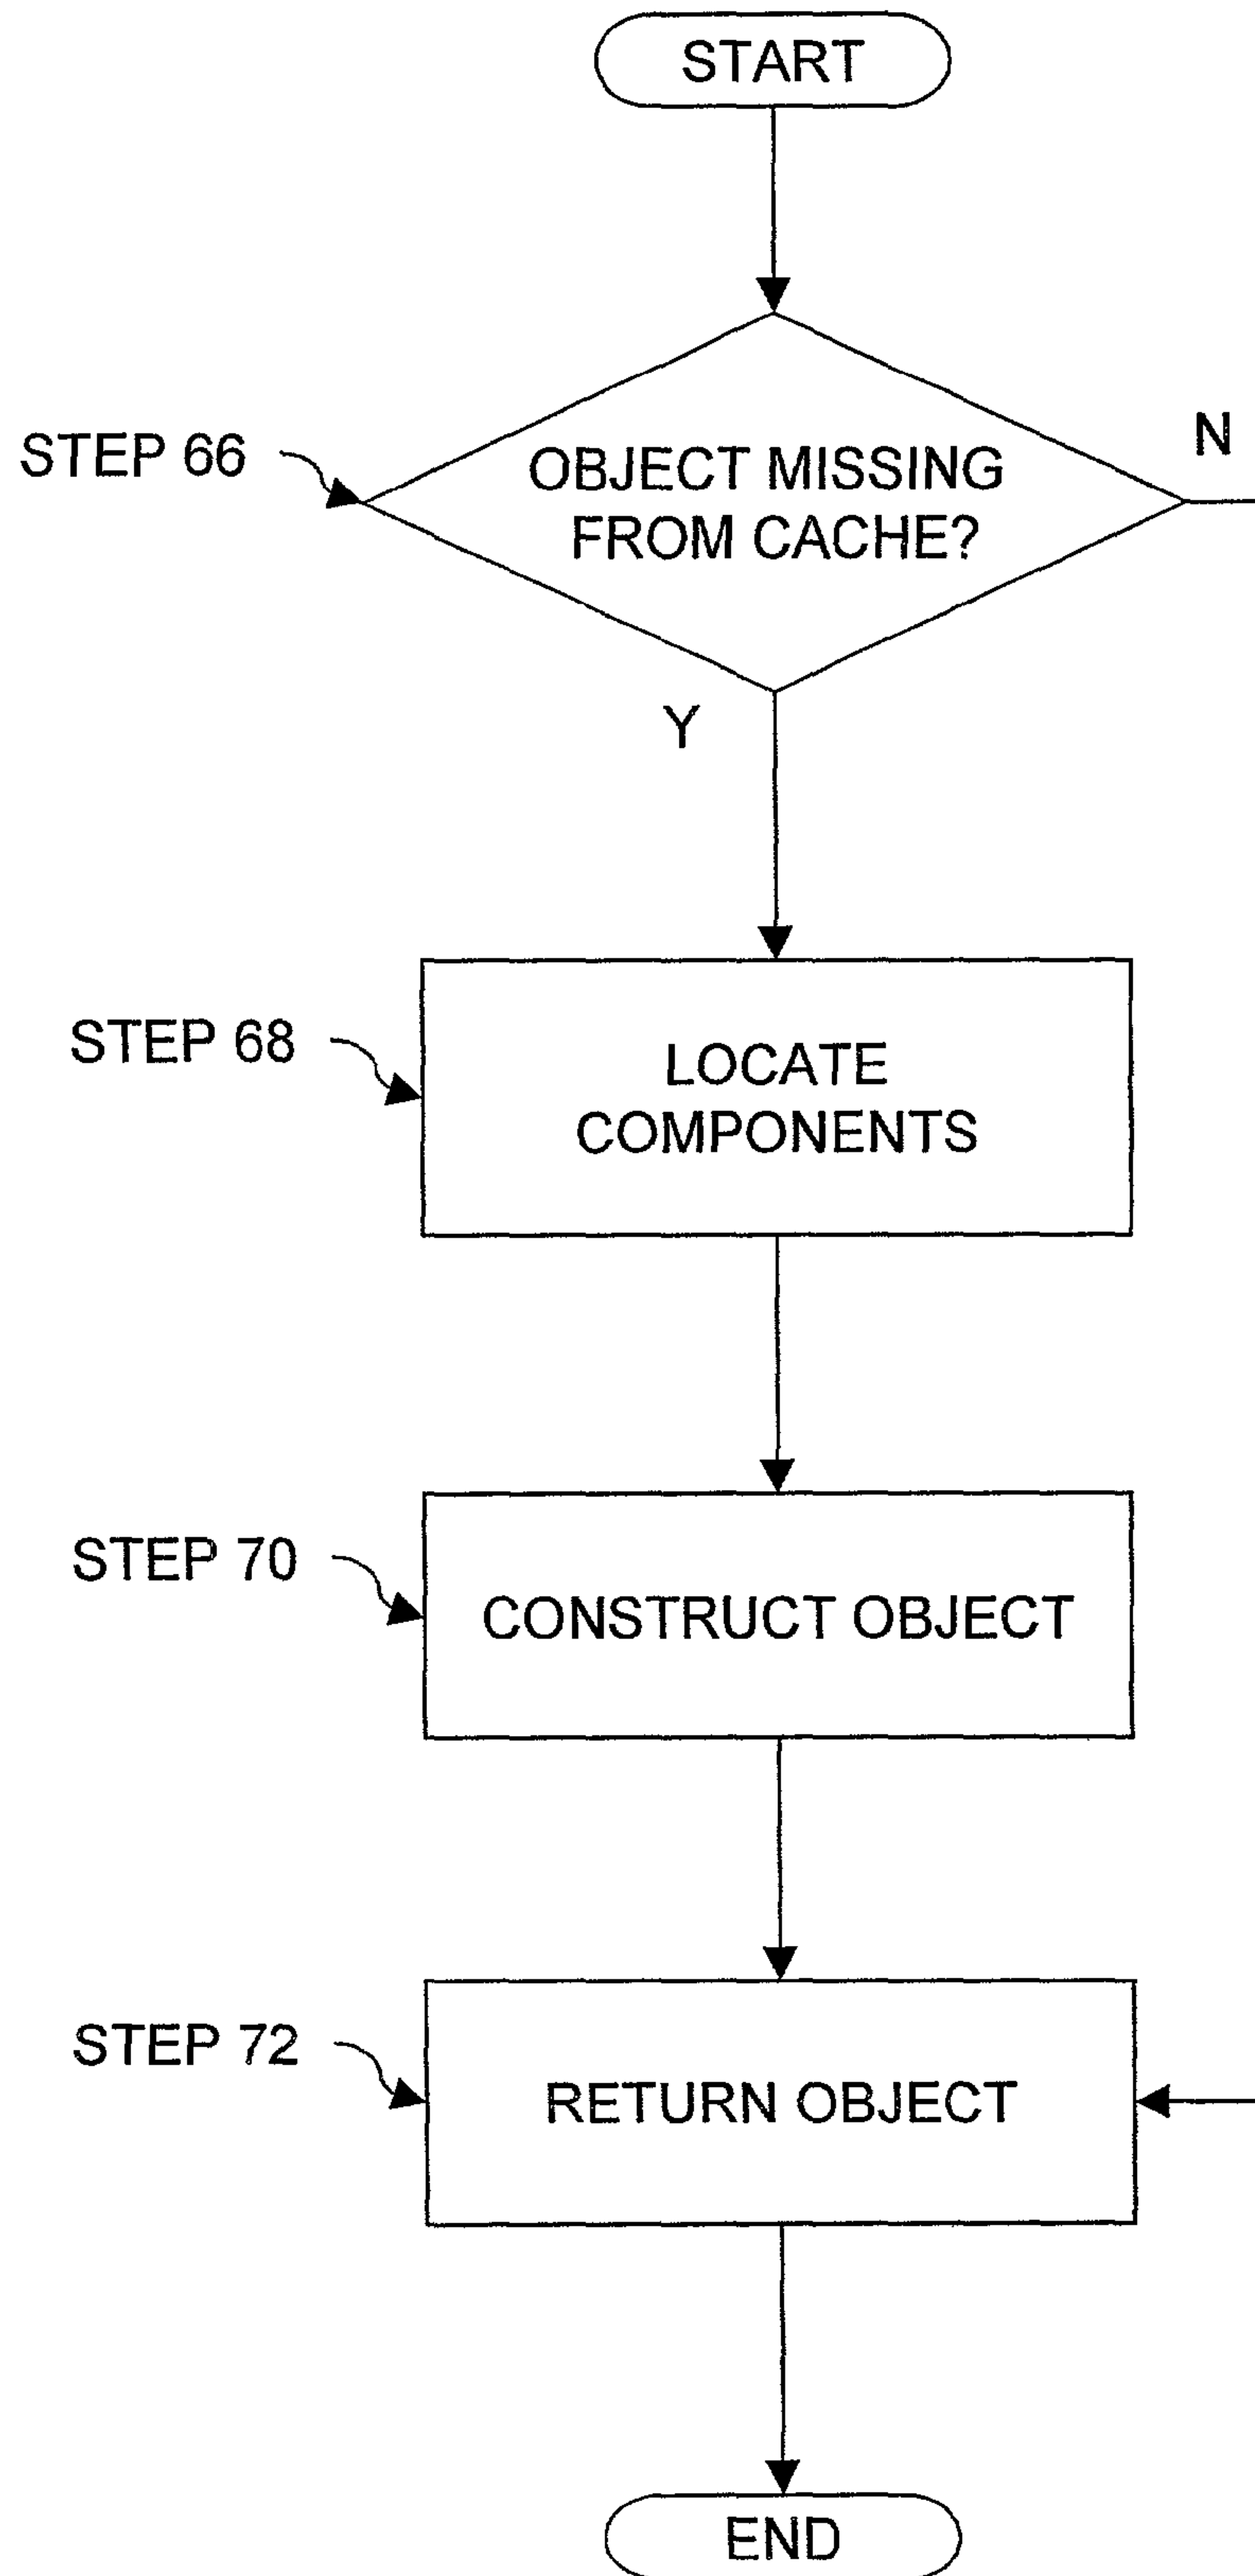 START
STEP 66
OBJECT MISSING
FROM CACHE?
N
Y
STEP 68
LOCATE
COMPONENTS
STEP 70
CONSTRUCT OBJECT
STEP 72
RETURN OBJECT
END